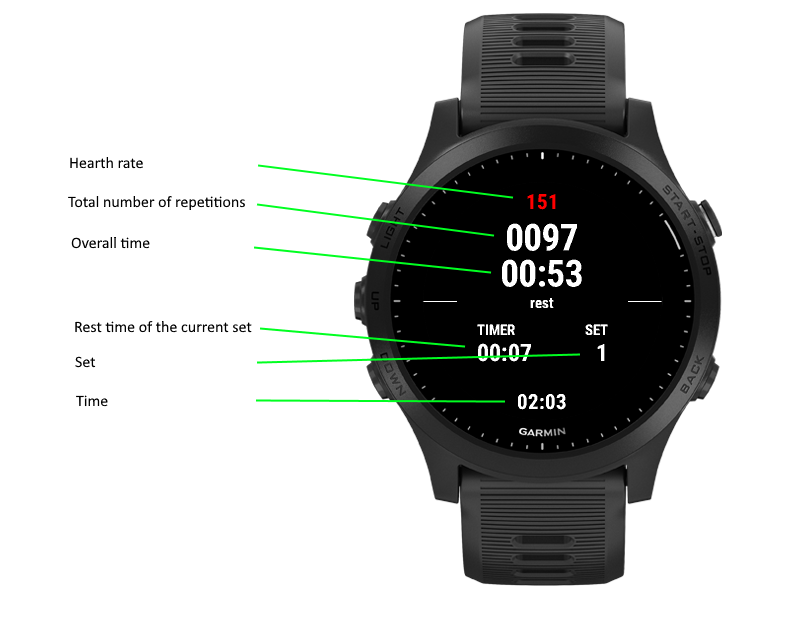 Hearth rate
Total number of repetitions
Overall time
Rest time of the current set
Set
Time
151
0097
00:53
rest
TIMER SET
00:07 1
02:03
GARMIN
LIGHT
UP
DOWN
START·STOP
BACK